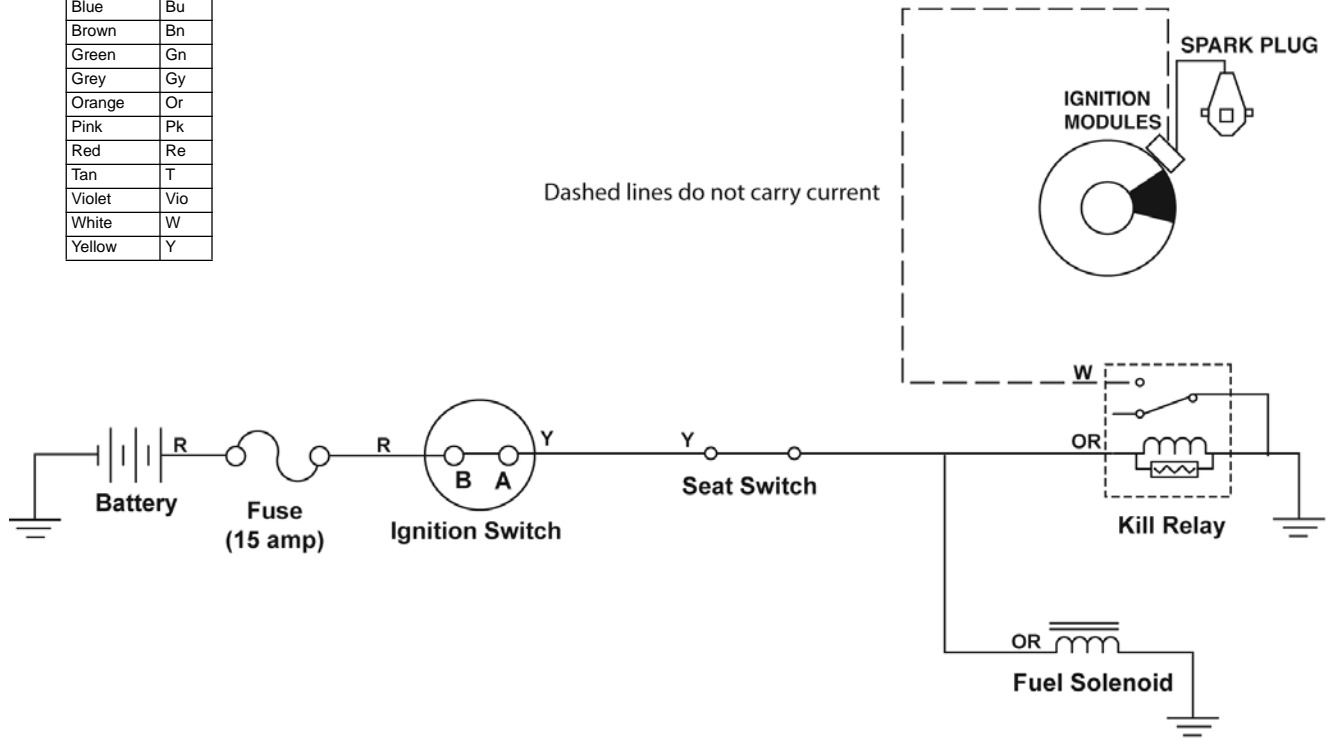 Blue Bu
Brown Bn
Green Gn
Grey Gy
Orange Or
Pink Pk
Red Re
Tan T
Violet Vio
White W
Yellow Y
SPARK PLUG
IGNITION
MODULES
Dashed lines do not carry current
W
R
R
Y
Y
OR
B A
Battery
Fuse
(15 amp)
Ignition Switch
Seat Switch
Kill Relay
OR
Fuel Solenoid